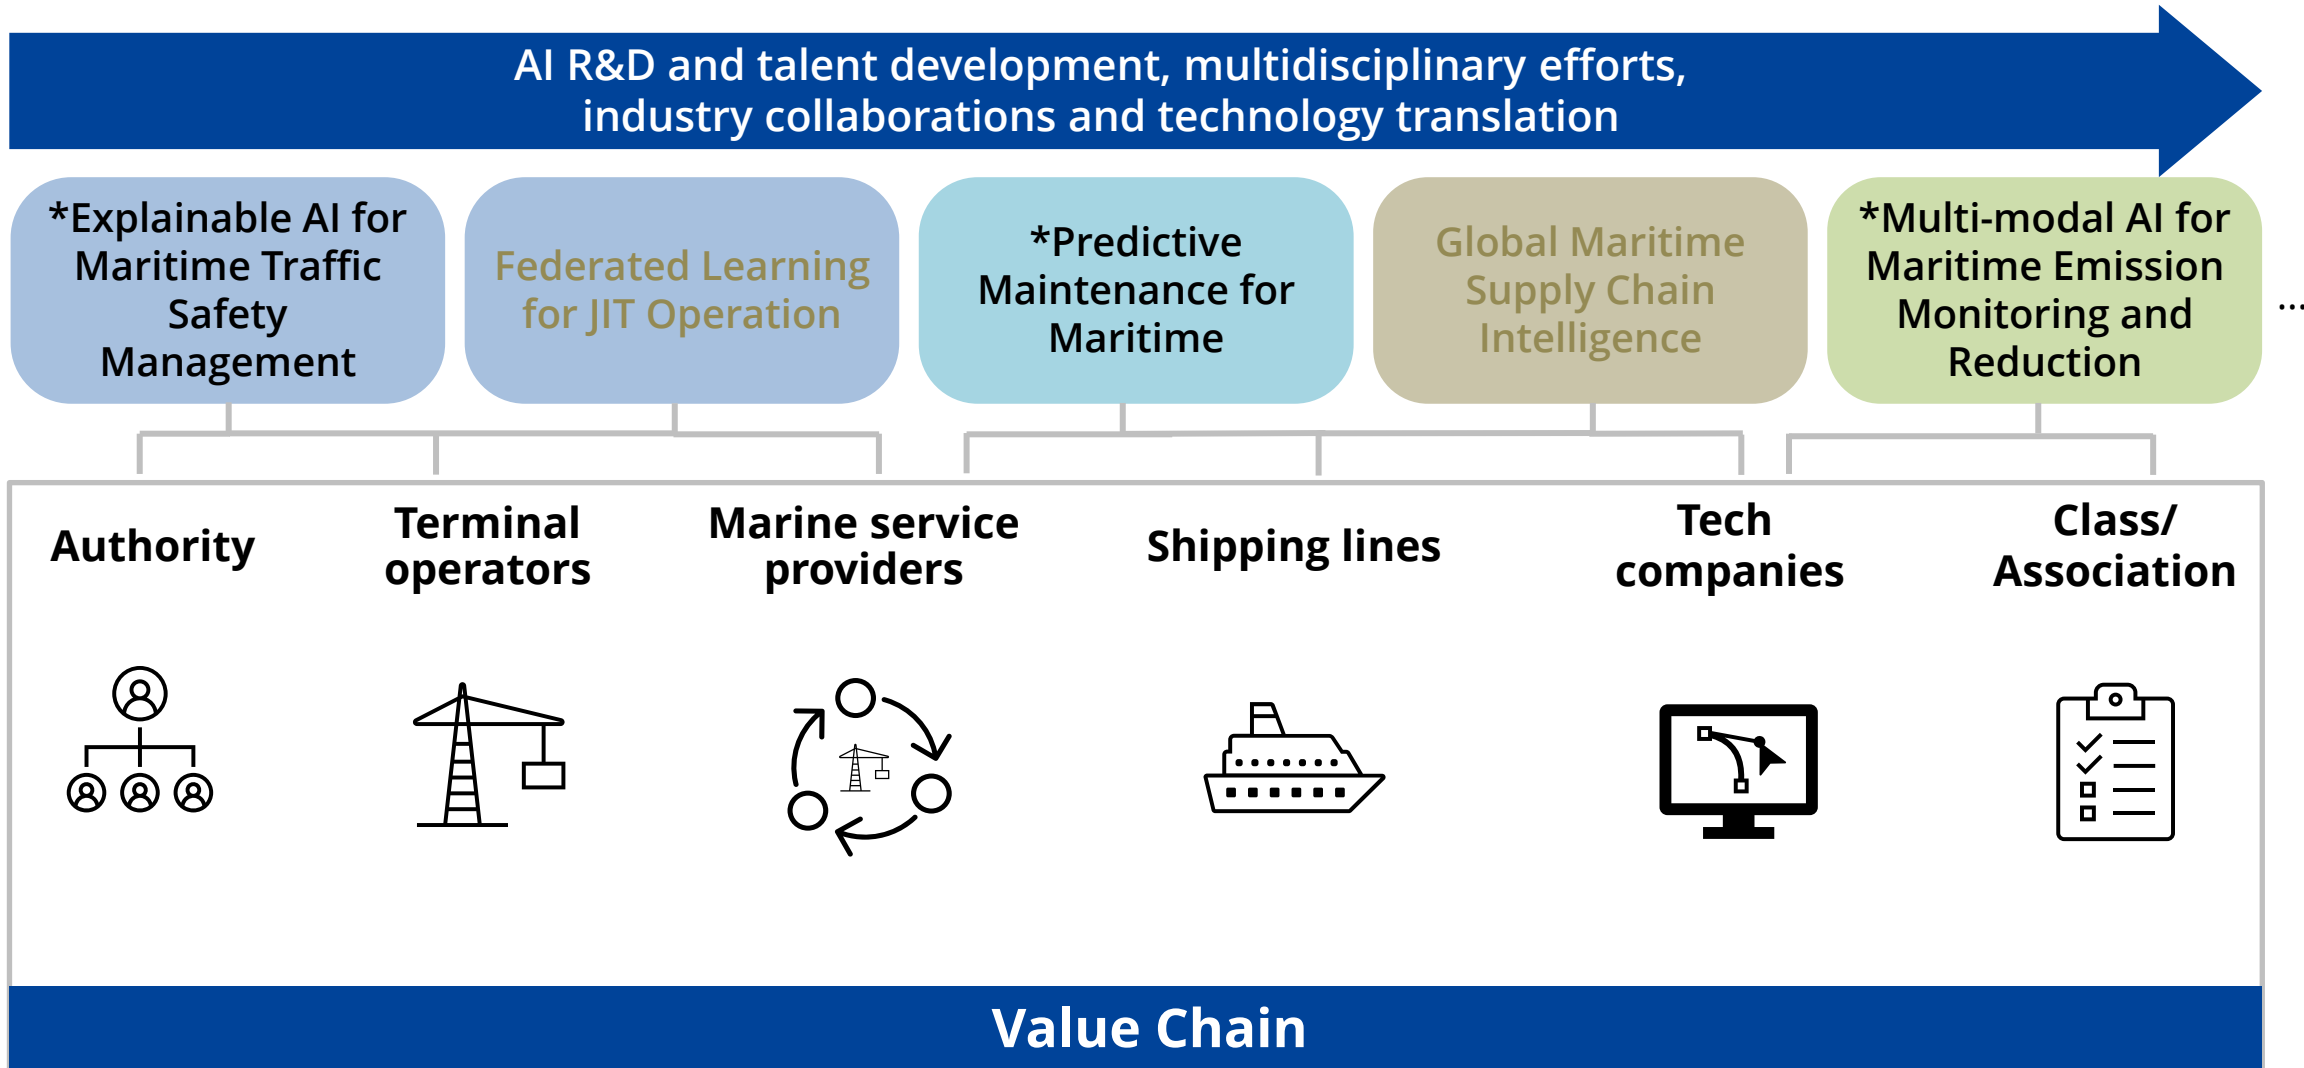 AI R&D and talent development, multidisciplinary efforts,
industry collaborations and technology translation
*Explainable AI for
Maritime Traffic
Safety
Management
Federated Learning
for JIT Operation
*Predictive
Maintenance for
Maritime
Global Maritime
Supply Chain
Intelligence
*Multi-modal AI for
Maritime Emission
Monitoring and
Reduction
...
Authority
Terminal
operators
Marine service
providers
Shipping lines
Tech
companies
Class/
Association
Value Chain